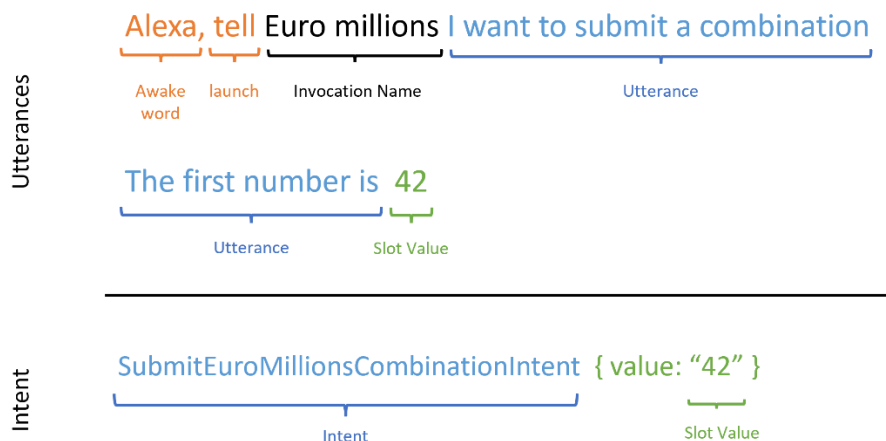 Alexa, tell Euro millions I want to submit a combination
Awake word
launch
Invocation Name
Utterance
Utterances
The first number is 42
Utterance
Slot Value
Intent
SubmitEuroMillionsCombinationIntent { value: “42” }
Intent
Slot Value